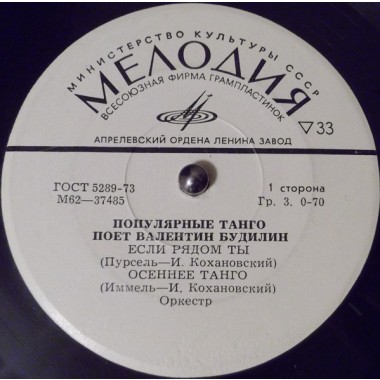 МИНИСТЕРСТВО КУЛЬТУРЫ СССР
МЕЛОДИЯ
ВСЕСОЮЗНАЯ ФИРМА ГРАМПЛАСТИНОК
▽33
АПРЕЛЕВСКИЙ ОРДЕНА ЛЕНИНА ЗАВОД
ГОСТ 5289-73
М62—37485
1 сторона
Гр. 3. 0-70
ПОПУЛЯРНЫЕ ТАНГО
ПОЕТ ВАЛЕНТИН БУДИЛИН
ЕСЛИ РЯДОМ ТЫ
(Пурсель—И. Кохановский)
ОСЕННЕЕ ТАНГО
(Иммель—И. Кохановский)
Оркестр